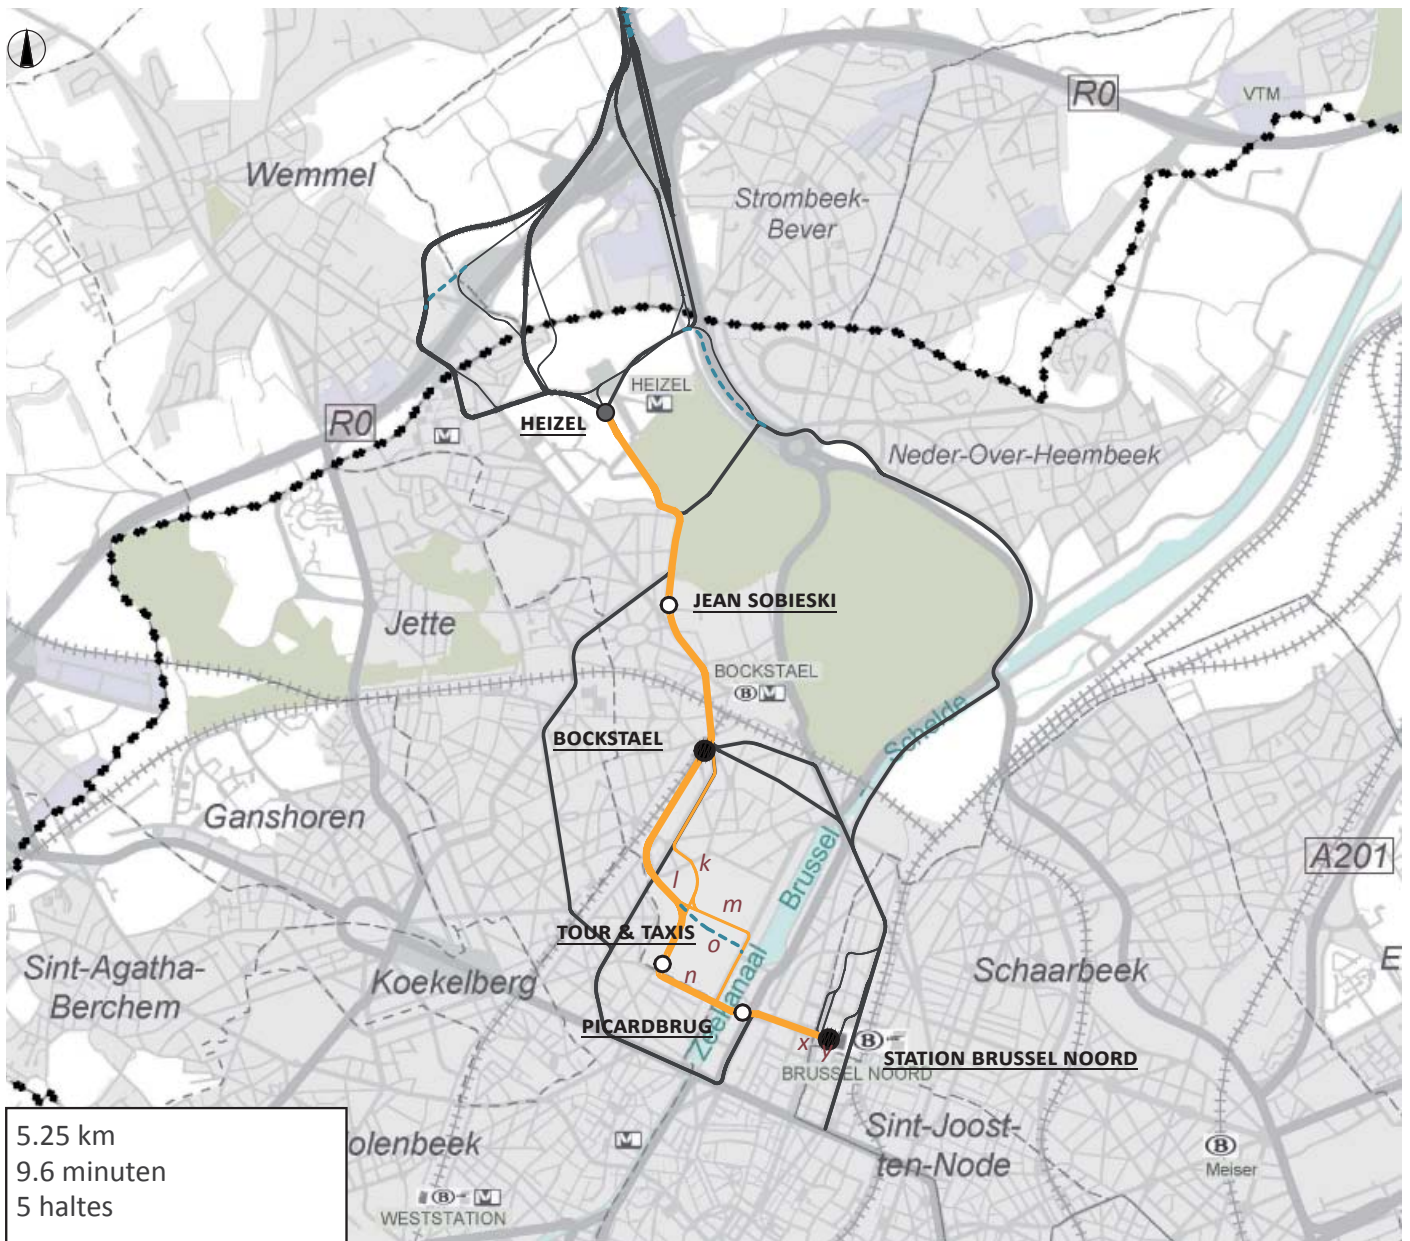 R0
VTM
Wemmel
Strombeek-
Bever
HEIZEL
M
HEIZEL
R0
M
Neder-Over-Heembeek
JEAN SOBIESKI
Jette
BOCKSTAEL
B M
Schelde
BOCKSTAEL
Ganshoren
A201
Brussel
k
l
m
TOUR & TAXIS
o
n
Sint-Agatha-
Berchem
Koekelberg
Schaarbeek
E
Zeekanaal
PICARDBRUG
x y
B
STATION BRUSSEL NOORD
BRUSSEL NOORD
5.25 km
9.6 minuten
5 haltes
olenbeek
M
Sint-Joost-
ten-Node
B
Meiser
B M
WESTSTATION